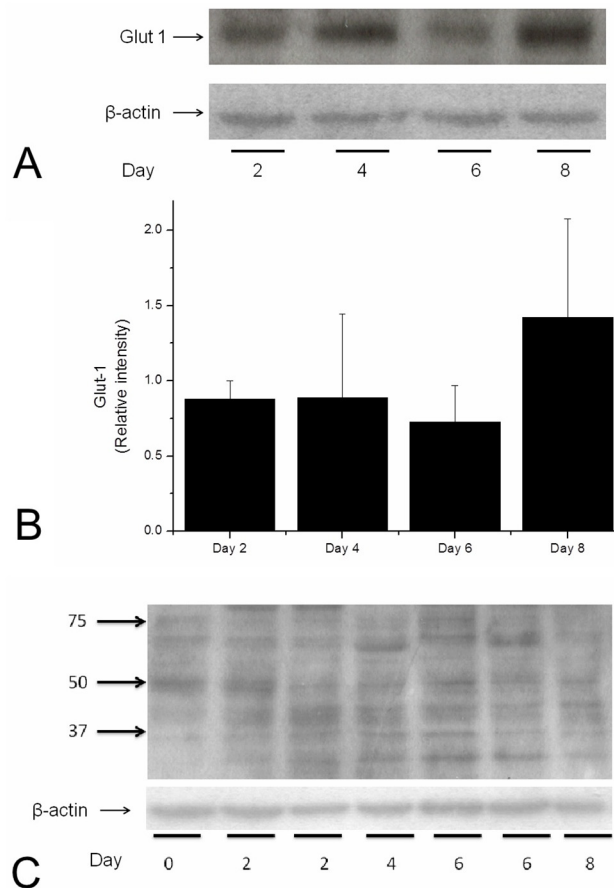 Glut 1
β-actin
A
Day 2 4 6 8
2.0
1.5
1.0
0.5
0.0
Glut-1
(Relative intensity)
Day 2 Day 4 Day 6 Day 8
B
75
50
37
β-actin
C
Day 0 2 2 4 6 6 8